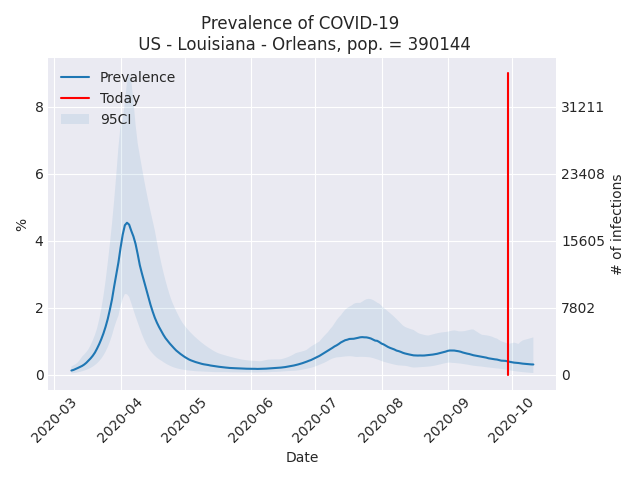 Prevalence of COVID-19
US - Louisiana - Orleans, pop. = 390144
Prevalence
Today
95CI
8
6
4
2
0
%
31211
23408
15605
7802
0
# of infections
2020-03
2020-04
2020-05
2020-06
2020-07
2020-08
2020-09
2020-10
Date